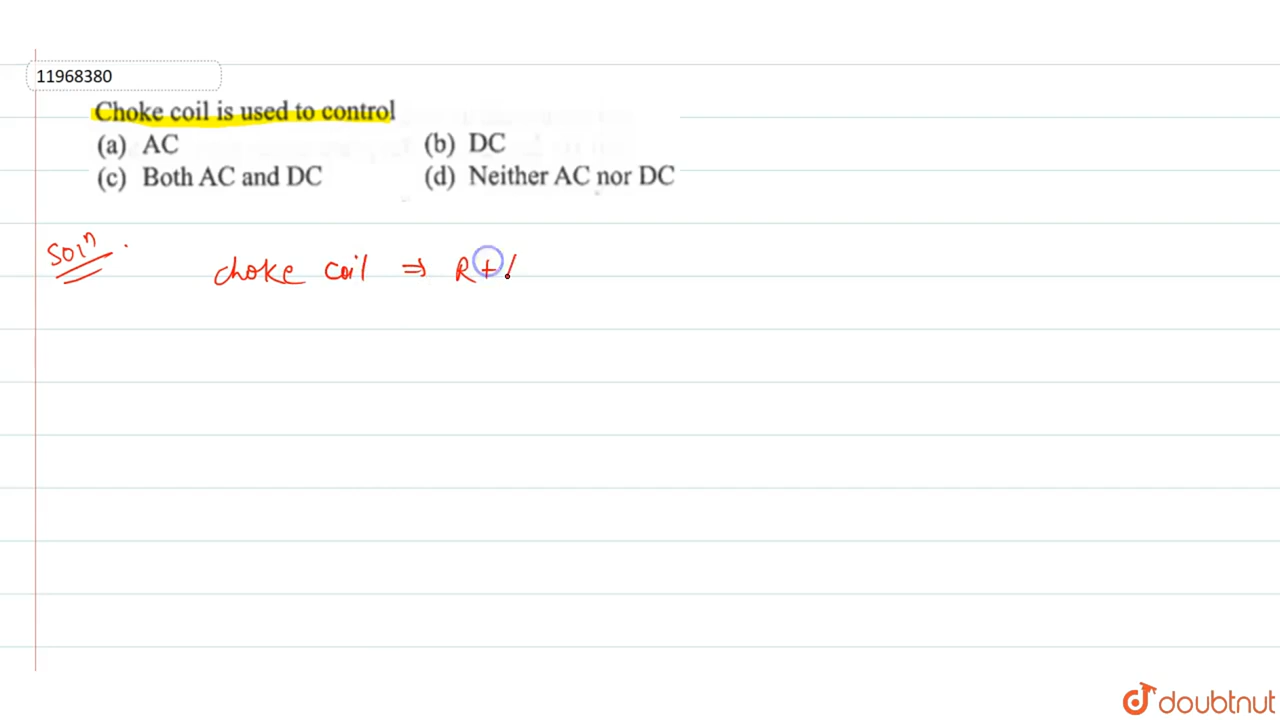 11968380
Choke coil is used to control
(a) AC (b) DC
(c) Both AC and DC (d) Neither AC nor DC
Solⁿ.
choke coil ⇒ R +
doubtnut